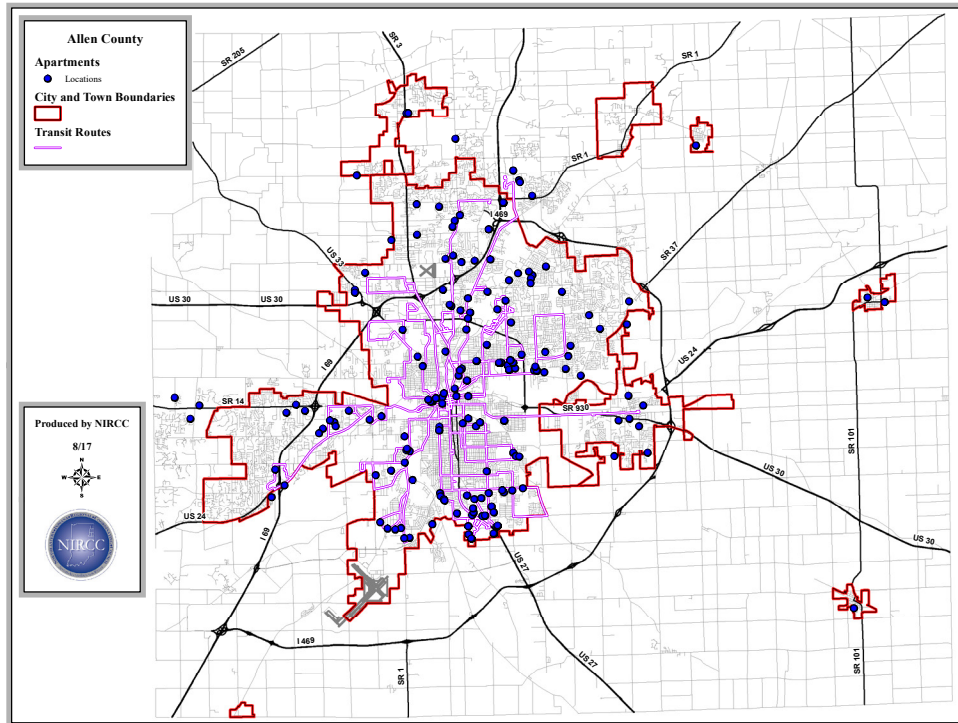 Allen County
Apartments
Locations
City and Town Boundaries
Transit Routes
Produced by NIRCC
8/17
N
W E
S
NIRCC
SR 205
SR 3
SR 1
SR 1
I 469
SR 37
US 33
US 30
US 30
I 69
US 24
SR 14
SR 930
SR 101
US 24
I 69
US 30
US 30
US 27
I 469
US 27
SR 1
SR 101